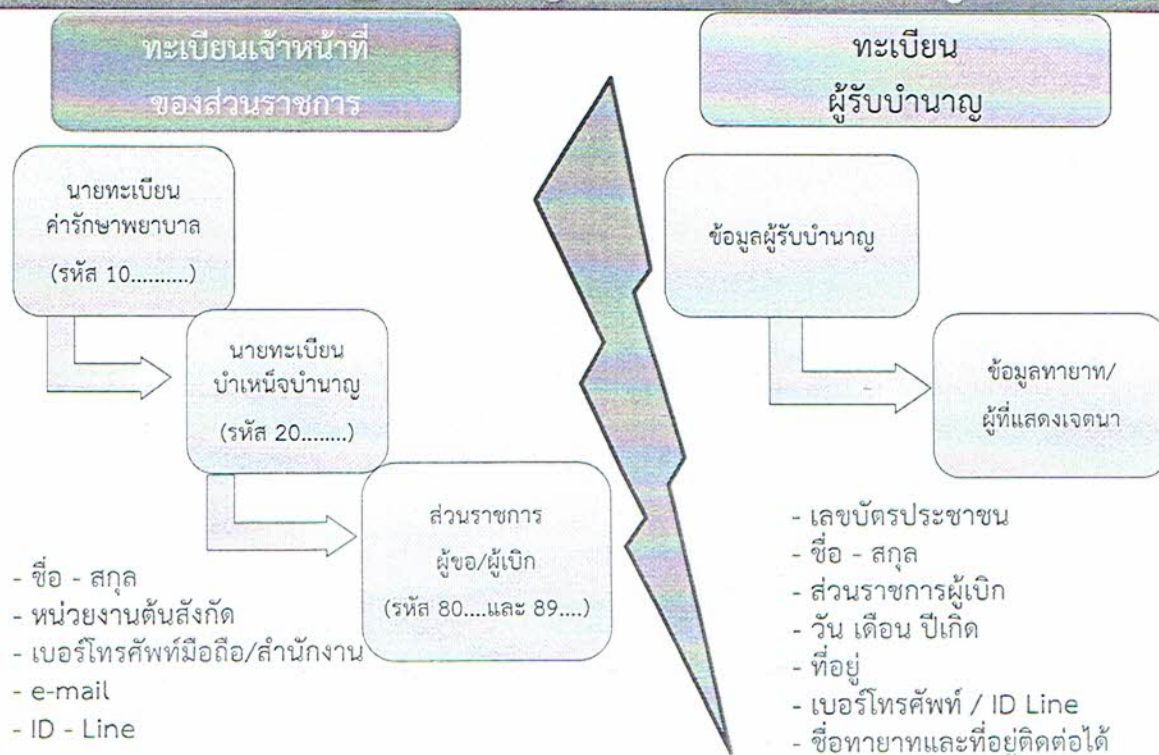 ทะเบียนเจ้าหน้าที่
ของส่วนราชการ
นายทะเบียน
ค่ารักษาพยาบาล
(รหัส 10..........)
นายทะเบียน
บำเหน็จบำนาญ
(รหัส 20........)
ส่วนราชการ
ผู้ขอ/ผู้เบิก
(รหัส 80....และ 89....)
- ชื่อ - สกุล
- หน่วยงานต้นสังกัด
- เบอร์โทรศัพท์มือถือ/สำนักงาน
- e-mail
- ID - Line
ทะเบียน
ผู้รับบำนาญ
ข้อมูลผู้รับบำนาญ
ข้อมูลทายาท/
ผู้ที่แสดงเจตนา
- เลขบัตรประชาชน
- ชื่อ - สกุล
- ส่วนราชการผู้เบิก
- วัน เดือน ปีเกิด
- ที่อยู่
- เบอร์โทรศัพท์ / ID Line
- ชื่อทายาทและที่อยู่ติดต่อได้